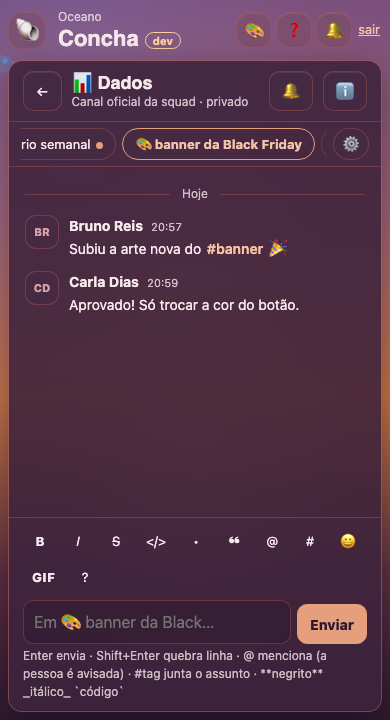 Oceano
Concha dev
sair
Dados
Canal oficial da squad · privado
rio semanal
banner da Black Friday
Hoje
BR
Bruno Reis 20:57
Subiu a arte nova do #banner
CD
Carla Dias 20:59
Aprovado! Só trocar a cor do botão.
B I S </> • ❝ @ #
GIF ?
Em 🎨 banner da Black...
Enviar
Enter envia · Shift+Enter quebra linha · @ menciona (a
pessoa é avisada) · #tag junta o assunto · **negrito**
_itálico_ `código`